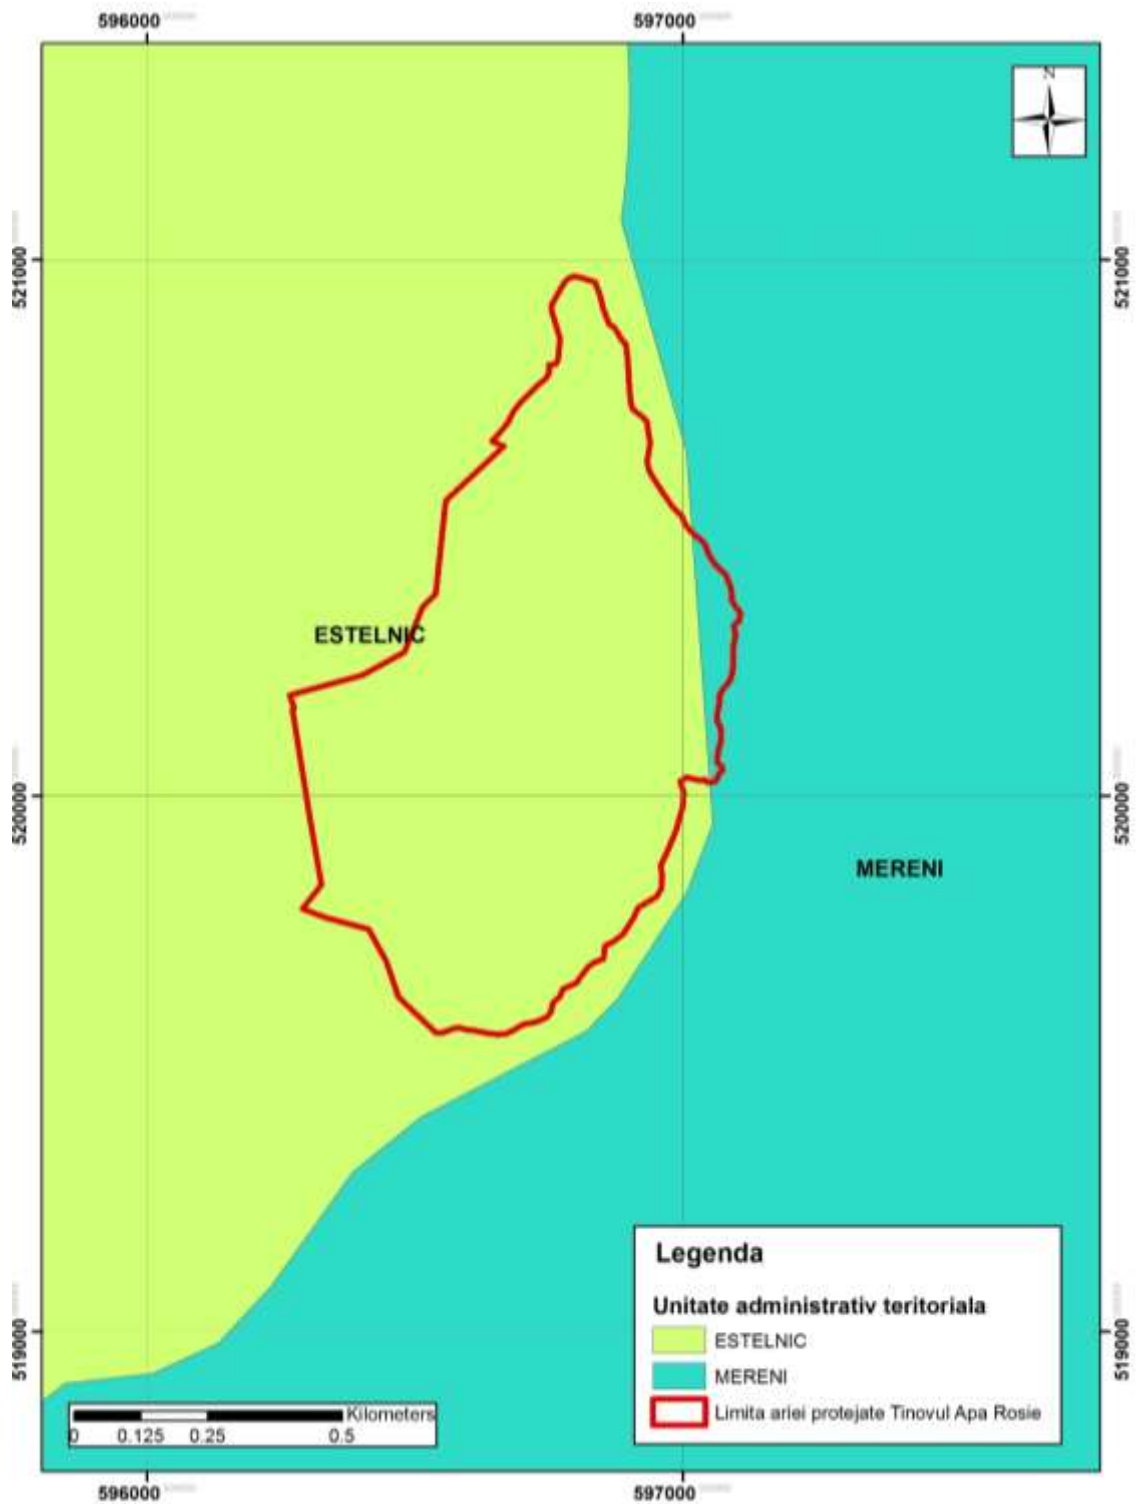 596000
597000
N
521000
521000
ESTELNIC
520000
520000
MERENI
Legenda
Unitate administrativ teritoriala
ESTELNIC
MERENI
Limita ariei protejate Tinovul Apa Rosie
519000
519000
Kilometers
0 0.125 0.25 0.5
596000
597000